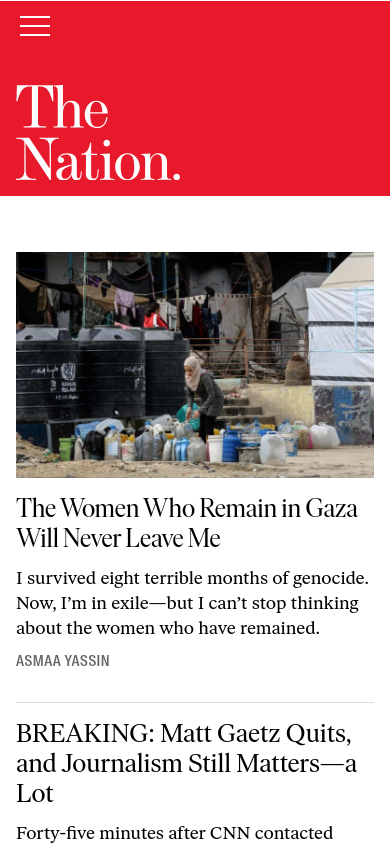 The
Nation.
The Women Who Remain in Gaza
Will Never Leave Me
I survived eight terrible months of genocide.
Now, I’m in exile—but I can’t stop thinking
about the women who have remained.
ASMAA YASSIN
BREAKING: Matt Gaetz Quits,
and Journalism Still Matters—a
Lot
Forty-five minutes after CNN contacted